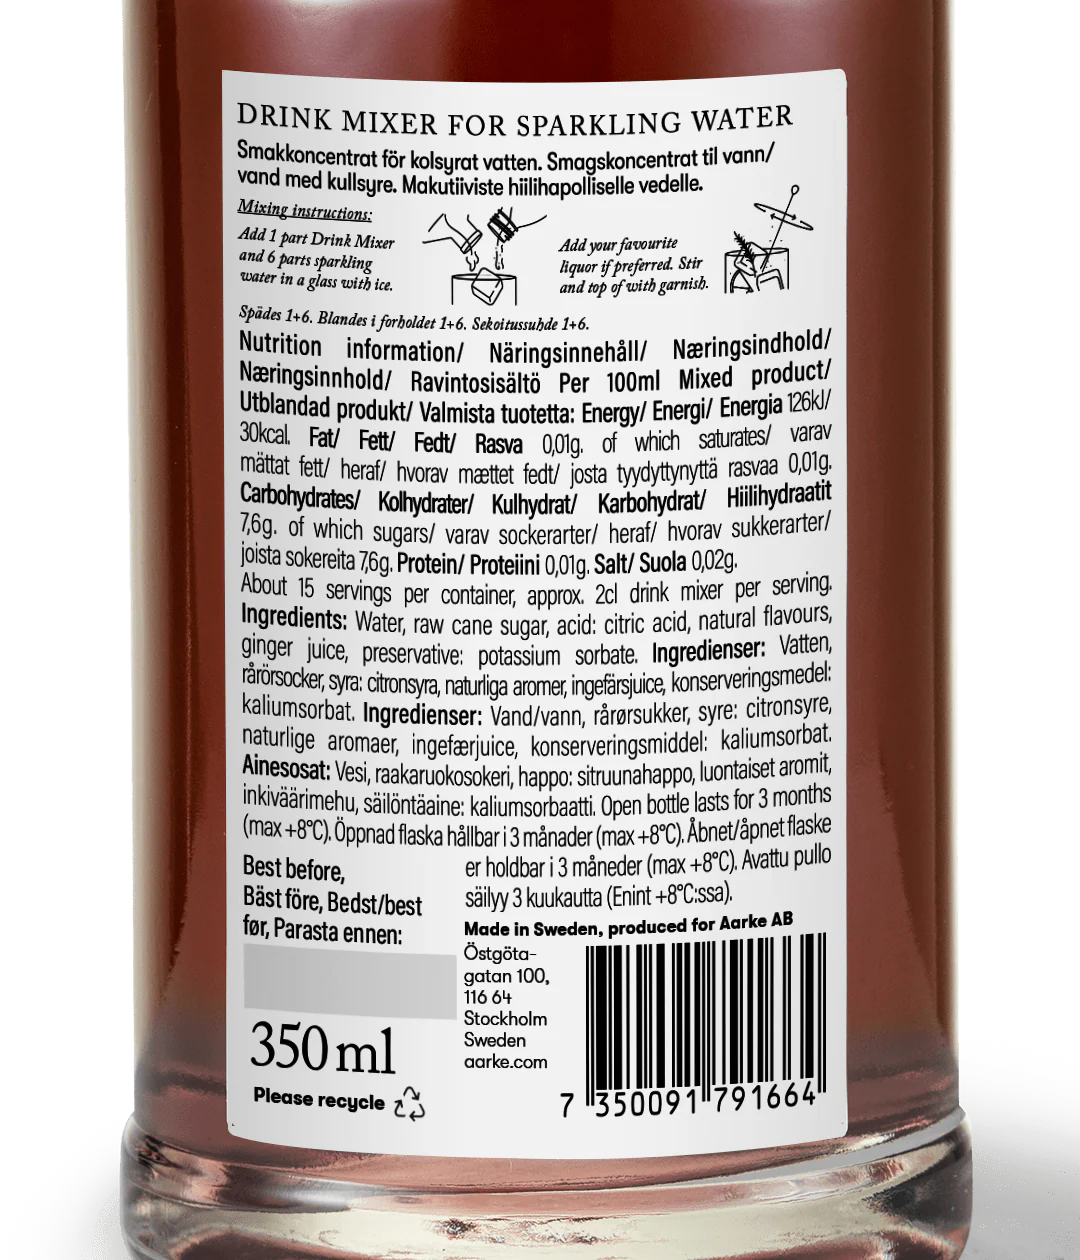 DRINK MIXER FOR SPARKLING WATER
Smakkoncentrat för kolsyrat vatten. Smagskoncentrat til vann/
vand med kullsyre. Makutiiviste hiilihapolliselle vedelle.
Mixing instructions:
Add 1 part Drink Mixer
and 6 parts sparkling
water in a glass with ice.
Add your favourite
liquor if preferred. Stir
and top of with garnish.
Spädes 1+6. Blandes i forholdet 1+6. Sekoitussuhde 1+6.
Nutrition information/ Näringsinnehåll/ Næringsindhold/
Næringsinnhold/ Ravintosisältö Per 100ml Mixed product/
Utblandad produkt/ Valmista tuotetta: Energy/ Energi/ Energia 126kJ/
30kcal. Fat/ Fett/ Fedt/ Rasva 0,01g. of which saturates/ varav
mättat fett/ heraf/ hvorav mættet fedt/ josta tyydyttynyttä rasvaa 0,01g.
Carbohydrates/ Kolhydrater/ Kulhydrat/ Karbohydrat/ Hiilihydraatit
7,6g. of which sugars/ varav sockerarter/ heraf/ hvorav sukkerarter/
joista sokereita 7,6g. Protein/ Proteiini 0,01g. Salt/ Suola 0,02g.
About 15 servings per container, approx. 2cl drink mixer per serving.
Ingredients: Water, raw cane sugar, acid: citric acid, natural flavours,
ginger juice, preservative: potassium sorbate. Ingredienser: Vatten,
rårörsocker, syra: citronsyra, naturliga aromer, ingefärsjuice, konserveringsmedel:
kaliumsorbat. Ingredienser: Vand/vann, rårørsukker, syre: citronsyre,
naturlige aromaer, ingefærjuice, konserveringsmiddel: kaliumsorbat.
Ainesosat: Vesi, raakaruokosokeri, happo: sitruunahappo, luontaiset aromit,
inkiväärimehu, säilöntäaine: kaliumsorbaatti. Open bottle lasts for 3 months
(max +8°C). Öppnad flaska hållbar i 3 månader (max +8°C). Åbnet/åpnet flaske
er holdbar i 3 måneder (max +8°C). Avattu pullo
säilyy 3 kuukautta (Enint +8°C:ssa).
Best before,
Bäst före, Bedst/best
før, Parasta ennen:
350 ml
Please recycle
Made in Sweden, produced for Aarke AB
Östgöta-
gatan 100,
116 64
Stockholm
Sweden
aarke.com
7 350091 791664